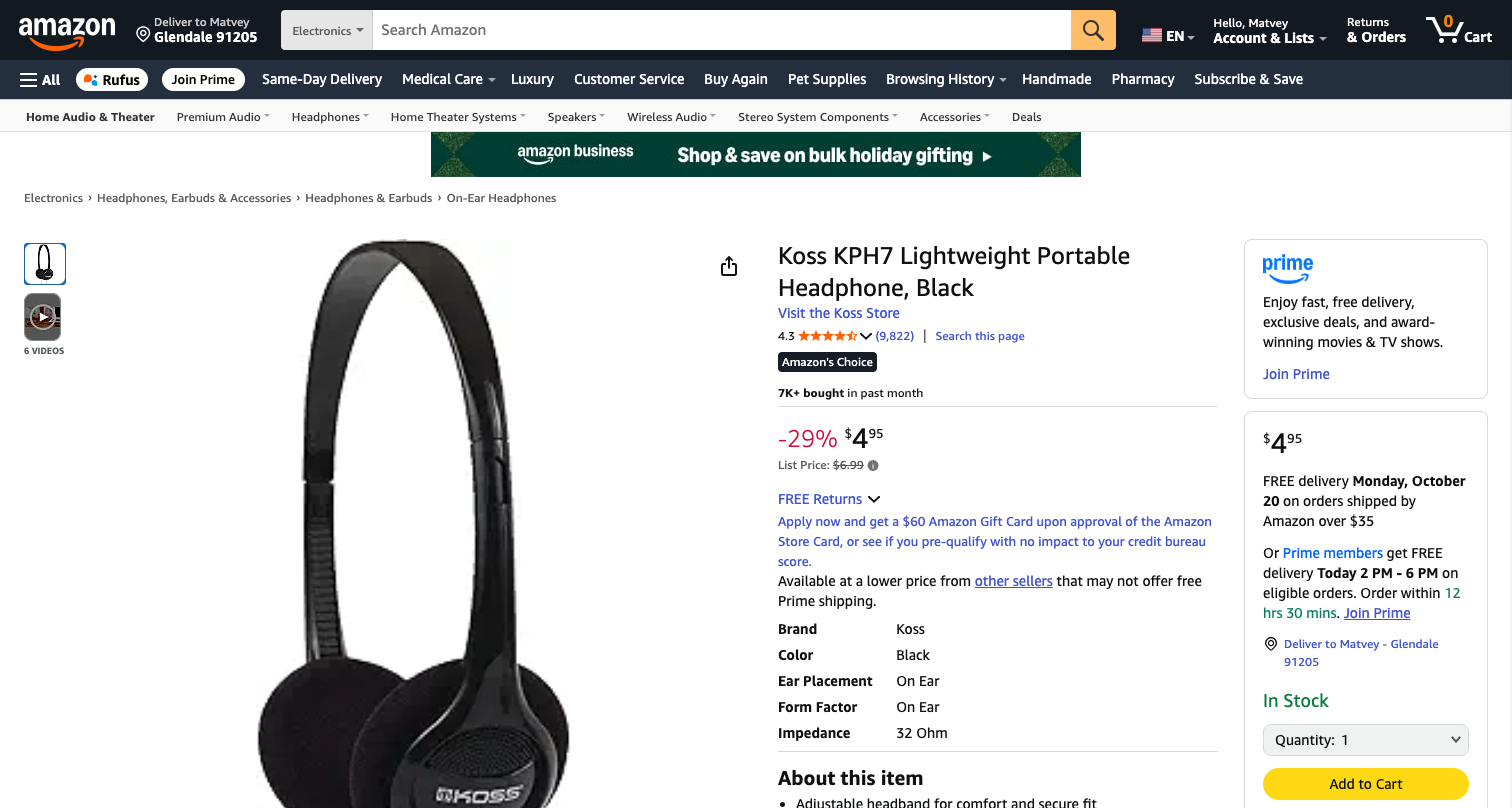 amazon
Deliver to Matvey
Glendale 91205
Electronics
Search Amazon
EN
Hello, Matvey
Account & Lists
Returns
& Orders
0
Cart
All
Rufus
Join Prime
Same-Day Delivery
Medical Care
Luxury
Customer Service
Buy Again
Pet Supplies
Browsing History
Handmade
Pharmacy
Subscribe & Save
Home Audio & Theater
Premium Audio
Headphones
Home Theater Systems
Speakers
Wireless Audio
Stereo System Components
Accessories
Deals
amazon business
Shop & save on bulk holiday gifting
Electronics › Headphones, Earbuds & Accessories › Headphones & Earbuds › On-Ear Headphones
6 VIDEOS
KOSS
Koss KPH7 Lightweight Portable
Headphone, Black
Visit the Koss Store
4.3 (9,822) | Search this page
Amazon's Choice
7K+ bought in past month
-29% $4 95
List Price: $6.99
FREE Returns
Apply now and get a $60 Amazon Gift Card upon approval of the Amazon
Store Card, or see if you pre-qualify with no impact to your credit bureau
score.
Available at a lower price from other sellers that may not offer free
Prime shipping.
Brand Koss
Color Black
Ear Placement On Ear
Form Factor On Ear
Impedance 32 Ohm
About this item
• Adjustable headband for comfort and secure fit
prime
Enjoy fast, free delivery,
exclusive deals, and award-
winning movies & TV shows.
Join Prime
$4 95
FREE delivery Monday, October
20 on orders shipped by
Amazon over $35
Or Prime members get FREE
delivery Today 2 PM - 6 PM on
eligible orders. Order within 12
hrs 30 mins. Join Prime
Deliver to Matvey - Glendale
91205
In Stock
Quantity: 1
Add to Cart